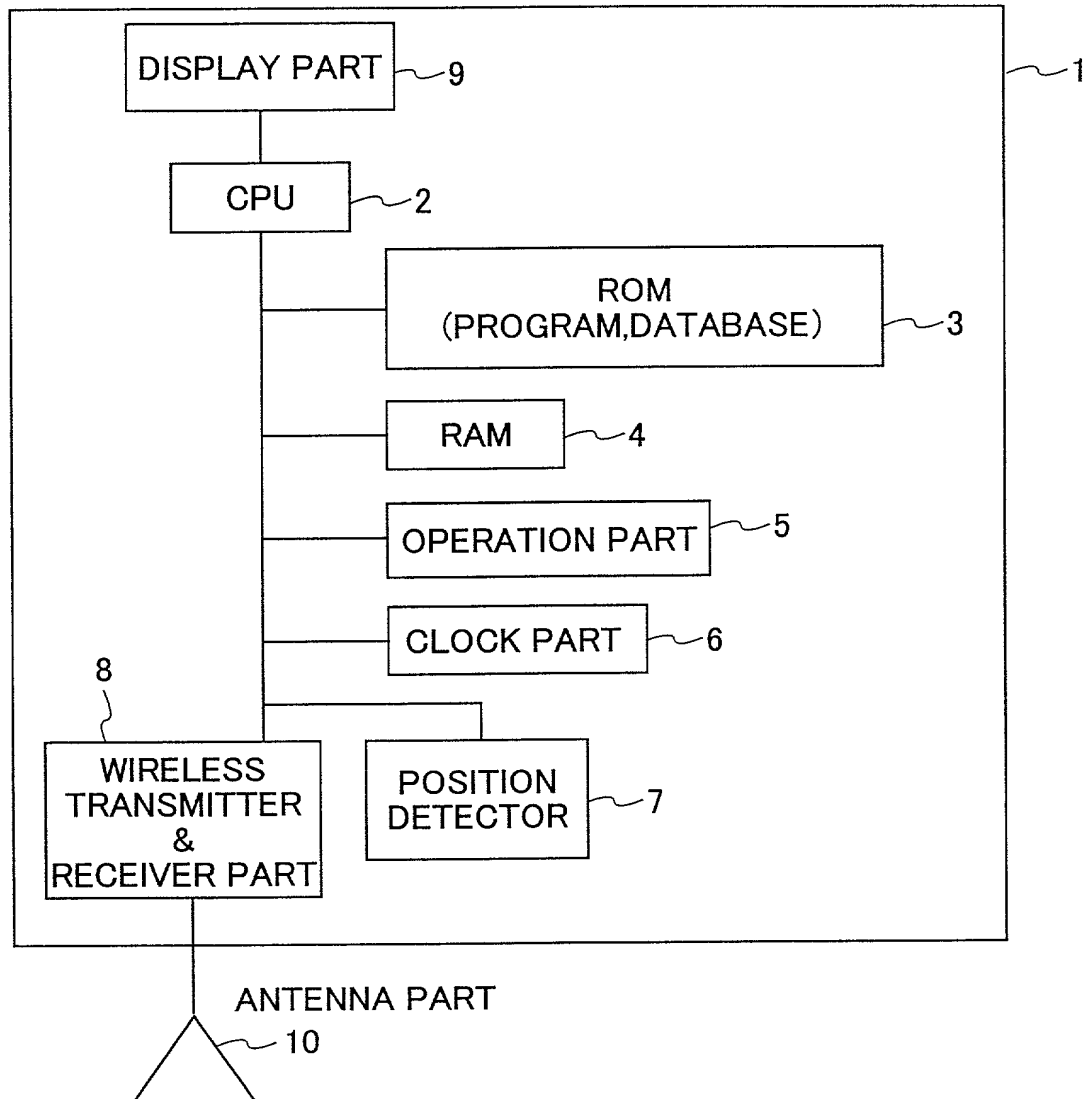 DISPLAY PART
9
1
CPU
2
ROM
(PROGRAM,DATABASE)
3
RAM
4
OPERATION PART
5
CLOCK PART
6
8
WIRELESS
TRANSMITTER
&
RECEIVER PART
POSITION
DETECTOR
7
ANTENNA PART
10